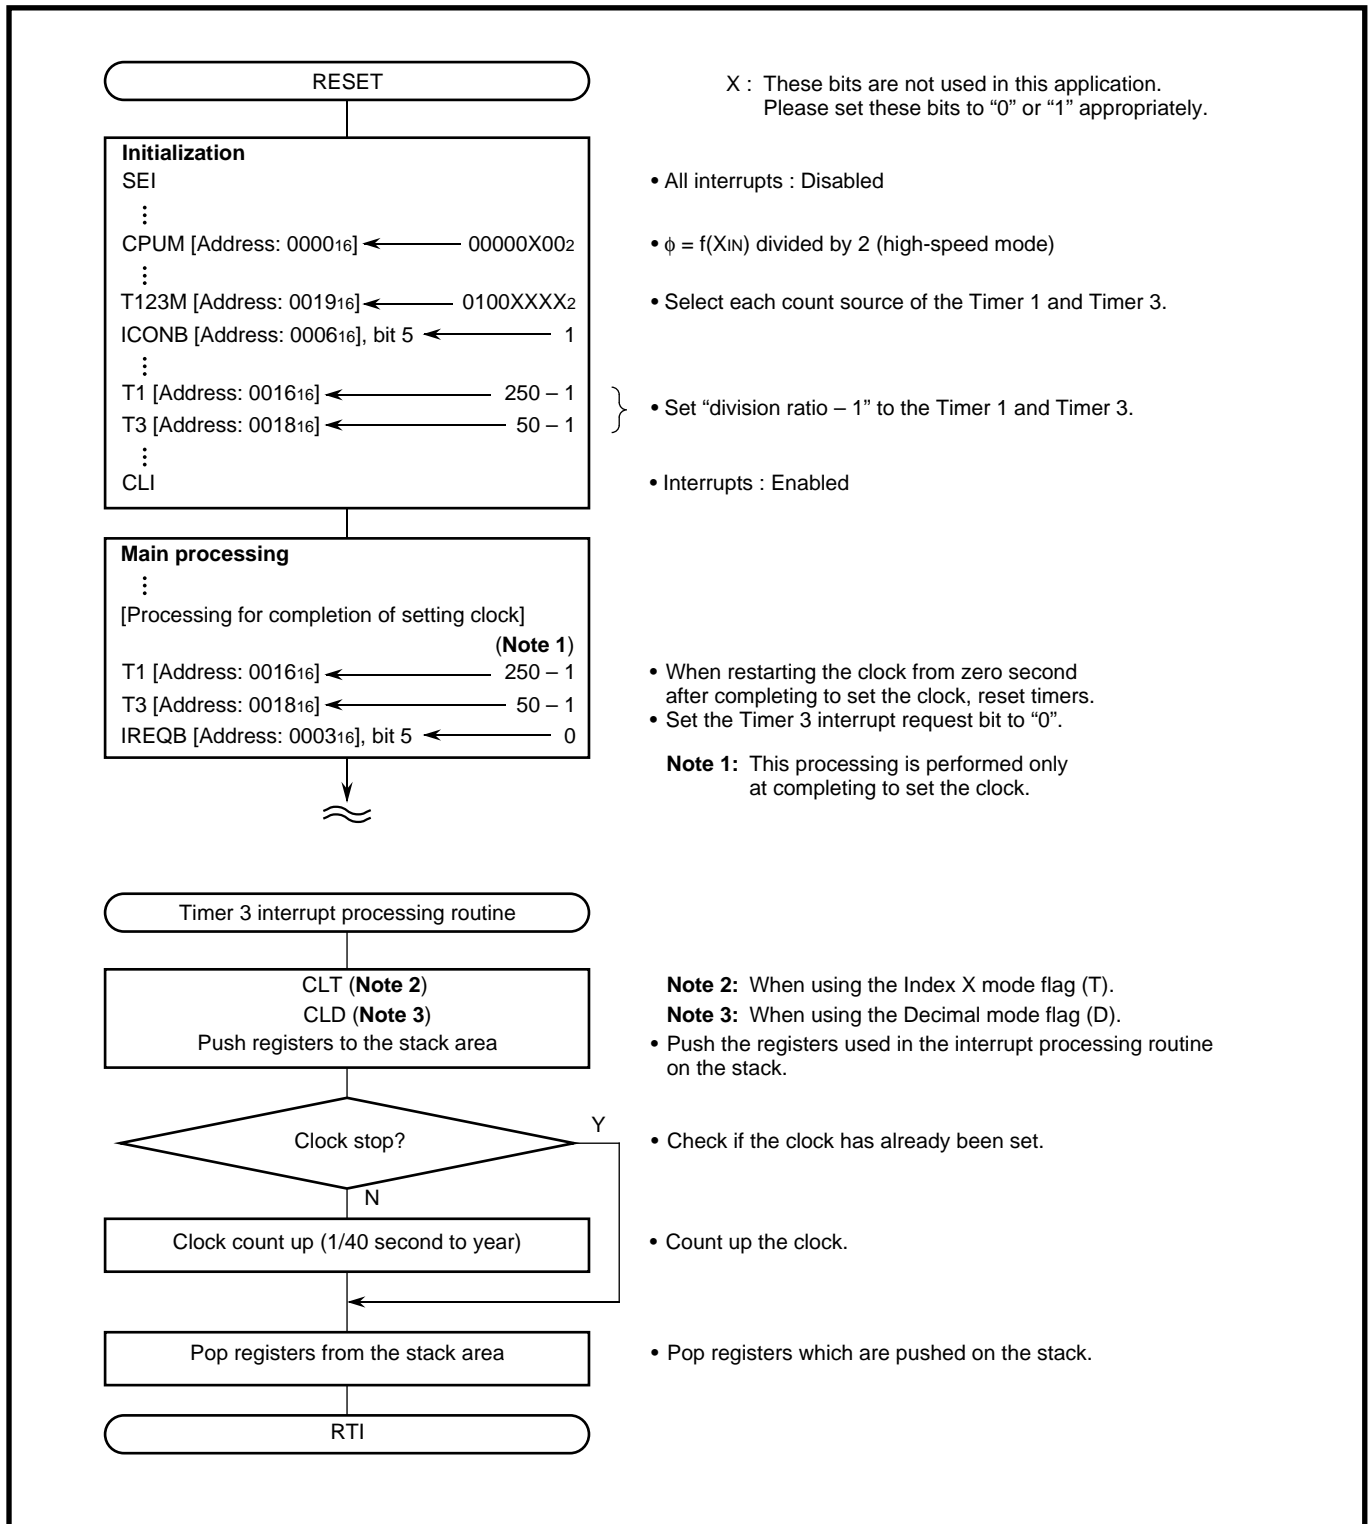 RESET
X : These bits are not used in this application.
Please set these bits to “0” or “1” appropriately.
Initialization
SEI
• All interrupts : Disabled
CPUM [Address: 0000₁₆] 00000X00₂
• ϕ = f(XIN) divided by 2 (high-speed mode)
T123M [Address: 0019₁₆] 0100XXXX₂
• Select each count source of the Timer 1 and Timer 3.
ICONB [Address: 0006₁₆], bit 5 1
T1 [Address: 0016₁₆] 250 – 1
T3 [Address: 0018₁₆] 50 – 1
• Set “division ratio – 1” to the Timer 1 and Timer 3.
CLI
• Interrupts : Enabled
Main processing
[Processing for completion of setting clock]
(Note 1)
T1 [Address: 0016₁₆] 250 – 1
T3 [Address: 0018₁₆] 50 – 1
IREQB [Address: 0003₁₆], bit 5 0
• When restarting the clock from zero second
after completing to set the clock, reset timers.
• Set the Timer 3 interrupt request bit to “0”.
Note 1: This processing is performed only
at completing to set the clock.
Timer 3 interrupt processing routine
CLT (Note 2)
CLD (Note 3)
Push registers to the stack area
Note 2: When using the Index X mode flag (T).
Note 3: When using the Decimal mode flag (D).
• Push the registers used in the interrupt processing routine
on the stack.
Clock stop?
Y
• Check if the clock has already been set.
N
Clock count up (1/40 second to year)
• Count up the clock.
Pop registers from the stack area
• Pop registers which are pushed on the stack.
RTI